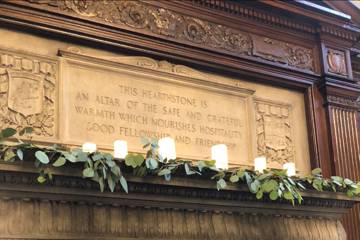 THIS HEARTHSTONE IS
AN ALTAR OF THE SAFE AND GRATEFUL
WARMTH WHICH NOURISHES HOSPITALITY
GOOD FELLOWSHIP AND